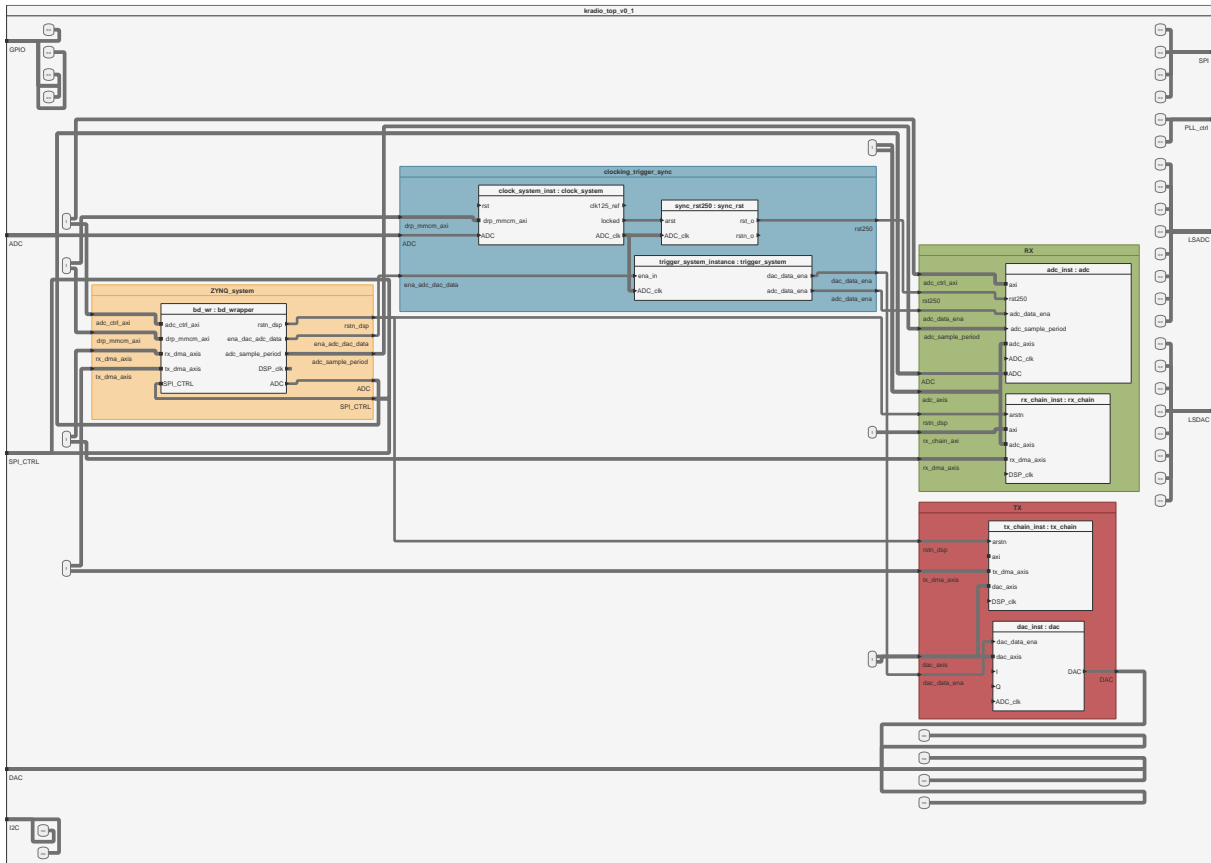 kradio_top_v0_1
GPIO
SPI
PLL_ctrl
LSADC
LSDAC
ADC
SPI_CTRL
DAC
I2C
clocking_trigger_sync
clock_system_inst : clock_system
rst
drp_mmcm_axi
ADC
clk125_ref
locked
ADC_clk
sync_rst250 : sync_rst
arst
ADC_clk
rst_o
rstn_o
trigger_system_instance : trigger_system
ena_in
ADC_clk
dac_data_ena
adc_data_ena
drp_mmcm_axi
ADC
ena_adc_dac_data
rst250
dac_data_ena
adc_data_ena
ZYNQ_system
bd_wr : bd_wrapper
adc_ctrl_axi
drp_mmcm_axi
rx_dma_axis
tx_dma_axis
SPI_CTRL
rstn_dsp
ena_dac_adc_data
adc_sample_period
DSP_clk
ADC
adc_ctrl_axi
drp_mmcm_axi
rx_dma_axis
tx_dma_axis
rstn_dsp
ena_adc_dac_data
adc_sample_period
ADC
SPI_CTRL
RX
adc_inst : adc
axi
rst250
adc_data_ena
adc_sample_period
adc_axis
ADC_clk
ADC
adc_ctrl_axi
rst250
adc_data_ena
adc_sample_period
ADC
adc_axis
rstn_dsp
rx_chain_axi
rx_dma_axis
rx_chain_inst : rx_chain
arstn
axi
adc_axis
rx_dma_axis
DSP_clk
TX
tx_chain_inst : tx_chain
arstn
axi
tx_dma_axis
dac_axis
DSP_clk
rstn_dsp
tx_dma_axis
dac_inst : dac
dac_data_ena
dac_axis
I
Q
ADC_clk
DAC
dac_axis
dac_data_ena
DAC